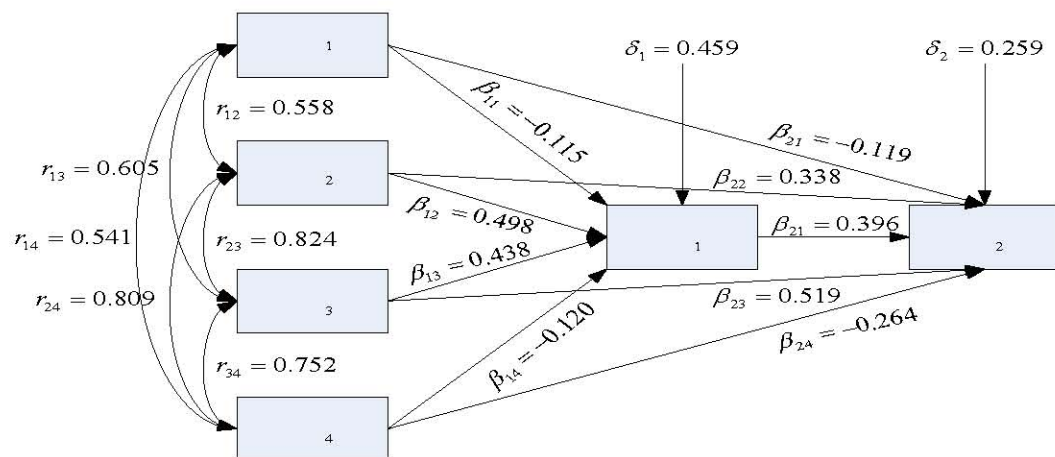 1
δ₁ = 0.459
δ₂ = 0.259
r₁₂ = 0.558
β₁₁ = −0.115
β₂₁ = −0.119
r₁₃ = 0.605
2
β₂₂ = 0.338
β₁₂ = 0.498
r₁₄ = 0.541
r₂₃ = 0.824
1
β₂₁ = 0.396
2
β₁₃ = 0.438
r₂₄ = 0.809
3
β₂₃ = 0.519
β₁₄ = −0.120
β₂₄ = −0.264
r₃₄ = 0.752
4